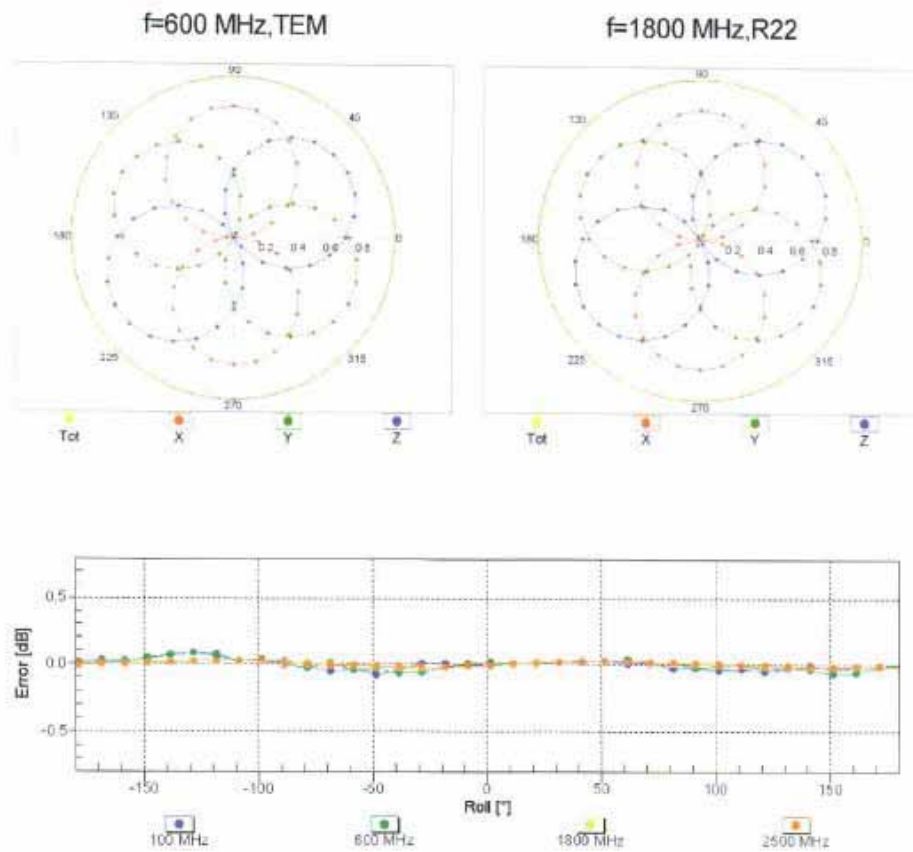 f=600 MHz,TEM
f=1800 MHz,R22
90
135
45
180
0
0.2 0.4 0.6 0.8
225
315
270
Tot X Y Z
90
135
45
180
0
0.2 0.4 0.6 0.8
225
315
270
Tot X Y Z
Error [dB]
0.5
0.0
-0.5
-150 -100 -50 0 50 100 150
Roll [°]
100 MHz 600 MHz 1800 MHz 2500 MHz